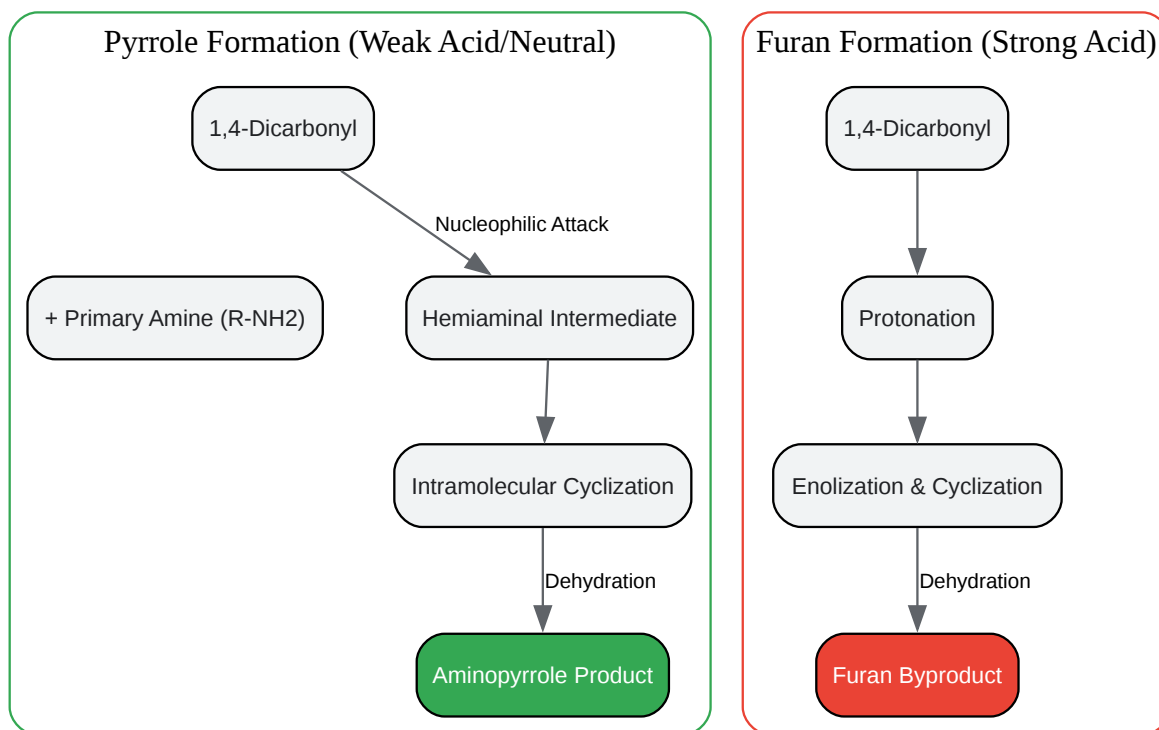 Pyrrole Formation (Weak Acid/Neutral)
1,4-Dicarbonyl
Nucleophilic Attack
+ Primary Amine (R-NH2)
Hemiaminal Intermediate
Intramolecular Cyclization
Dehydration
Aminopyrrole Product
Furan Formation (Strong Acid)
1,4-Dicarbonyl
Protonation
Enolization & Cyclization
Dehydration
Furan Byproduct